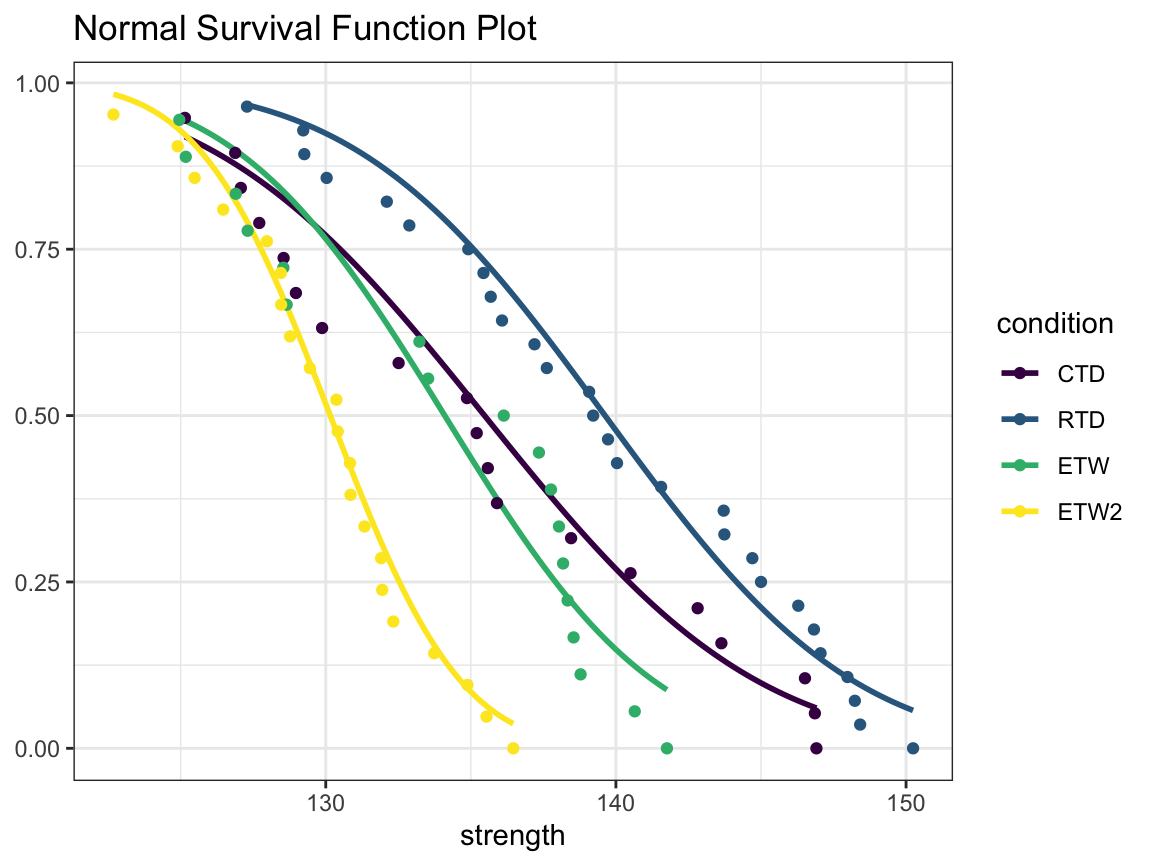 Normal Survival Function Plot
1.00
0.75
0.50
0.25
0.00
130 140 150
strength
condition
CTD
RTD
ETW
ETW2